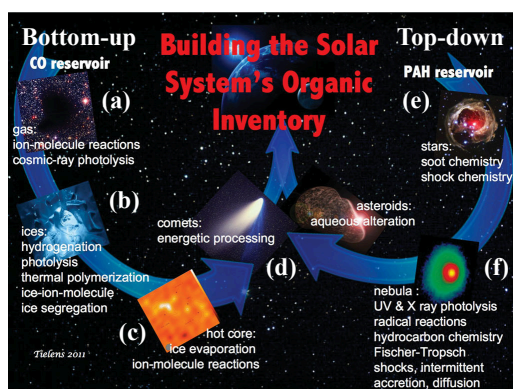 Bottom-up
CO reservoir
Building the Solar
System's Organic
Inventory
Top-down
PAH reservoir
(a)
gas:
ion-molecule reactions
cosmic-ray photolysis
(b)
ices:
hydrogenation
photolysis
thermal polymerization
ice-ion-molecule
ice segregation
(c)
hot core:
ice evaporation
ion-molecule reactions
comets:
energetic processing
(d)
asteroids:
aqueous alteration
(e)
stars:
soot chemistry
shock chemistry
(f)
nebula :
UV & X ray photolysis
radical reactions
hydrocarbon chemistry
Fischer-Tropsch
shocks, intermittent
accretion, diffusion
Tielens 2011